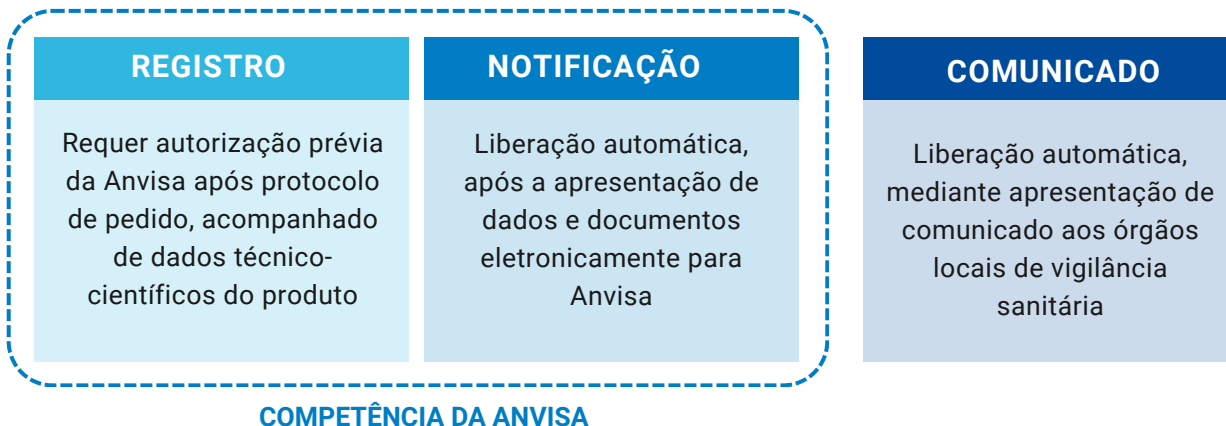 REGISTRO
Requer autorização prévia
da Anvisa após protocolo
de pedido, acompanhado
de dados técnico-
científicos do produto
NOTIFICAÇÃO
Liberação automática,
após a apresentação de
dados e documentos
eletronicamente para
Anvisa
COMUNICADO
Liberação automática,
mediante apresentação de
comunicado aos órgãos
locais de vigilância
sanitária
COMPETÊNCIA DA ANVISA